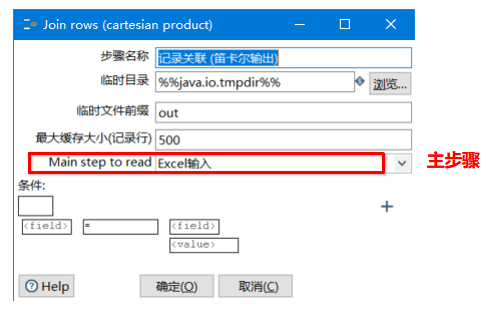 Join rows (cartesian product)
步骤名称 记录关联 (笛卡尔输出)
临时目录 %%java.io.tmpdir%% 浏览...
临时文件前缀 out
最大缓存大小(记录行) 500
Main step to read Excel输入 主步骤
条件:
<field> = <field>
<value>
Help 确定(O) 取消(C)